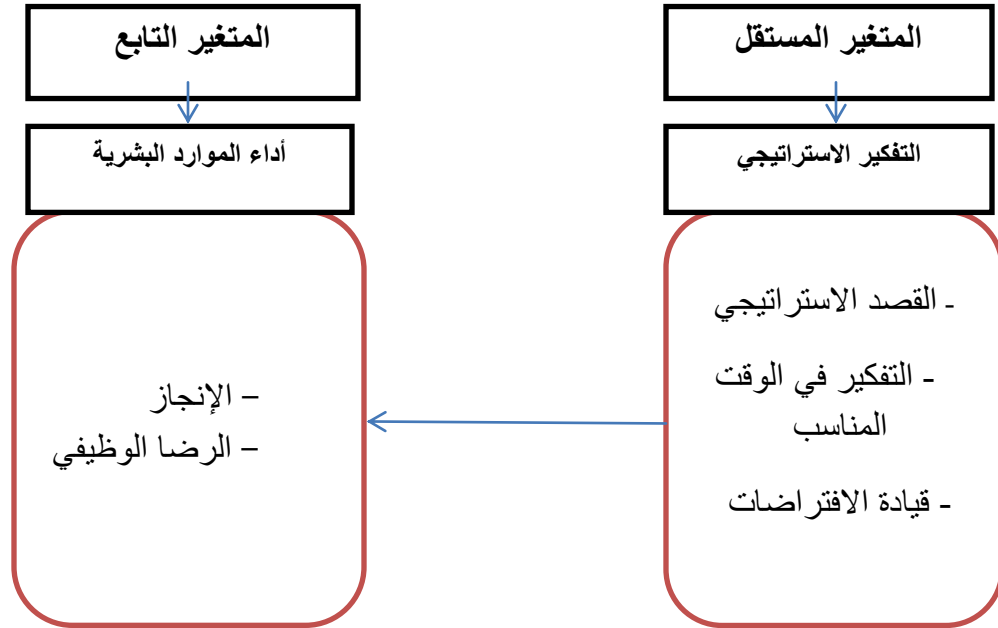 المتغير المستقل
التفكير الاستراتيجي
- القصد الاستراتيجي
- التفكير في الوقت
المناسب
- قيادة الافتراضات
المتغير التابع
أداء الموارد البشرية
– الإنجاز
– الرضا الوظيفي